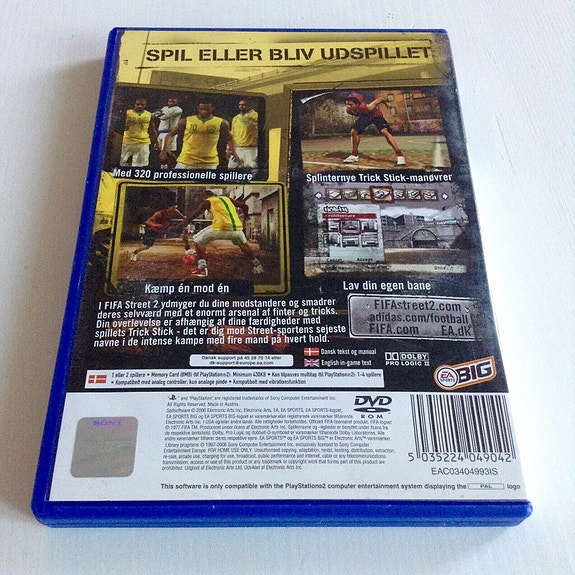 SPIL ELLER BLIV UDSPILLET
Med 320 professionelle spillere
Splinternye Trick Stick-manøvrer
Kæmp én mod én
Lav din egen bane
I FIFA Street 2 ydmyger du dine modstandere og smadrer
deres selvværd med et enormt arsenal af finter og tricks.
Din overlevelse er afhængig af dine færdigheder med
spillets Trick Stick - det er dig mod Street-sportens sejeste
navne i de intense kampe med fire mand på hvert hold.
FIFAstreet2.com
adidas.com/football
FIFA.com EA.dk
Dansk support på 45 28 70 14 eller
dk-support@europe.ea.com
Dansk tekst og manual
English in-game text
DOLBY
PRO LOGIC II
EA SPORTS
BIG
1 eller 2 spillere • Memory Card (8MB) (til PlayStation2): Minimum 430KB • Kan tilpasses multitap (til PlayStation2): 1-4 spillere
• Kompatibelt med analog controller: kun analoge pinde • Kompatibelt med vibrationsfunktion
SONY
DVD
ROM
5 035224 049042
EAC03404993IS
This software is only compatible with the PlayStation2 computer entertainment system displaying the PAL logo.